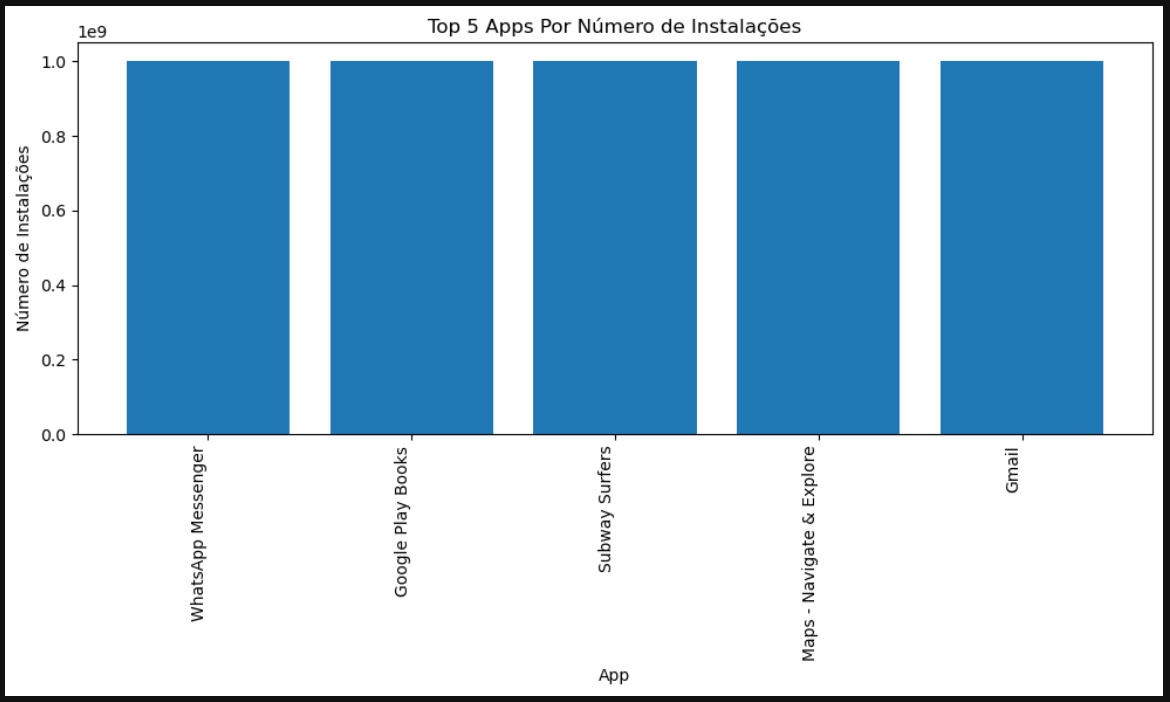 Top 5 Apps Por Número de Instalações
1e9
1.0
0.8
0.6
0.4
0.2
0.0
Número de Instalações
WhatsApp Messenger
Google Play Books
Subway Surfers
Maps - Navigate & Explore
Gmail
App